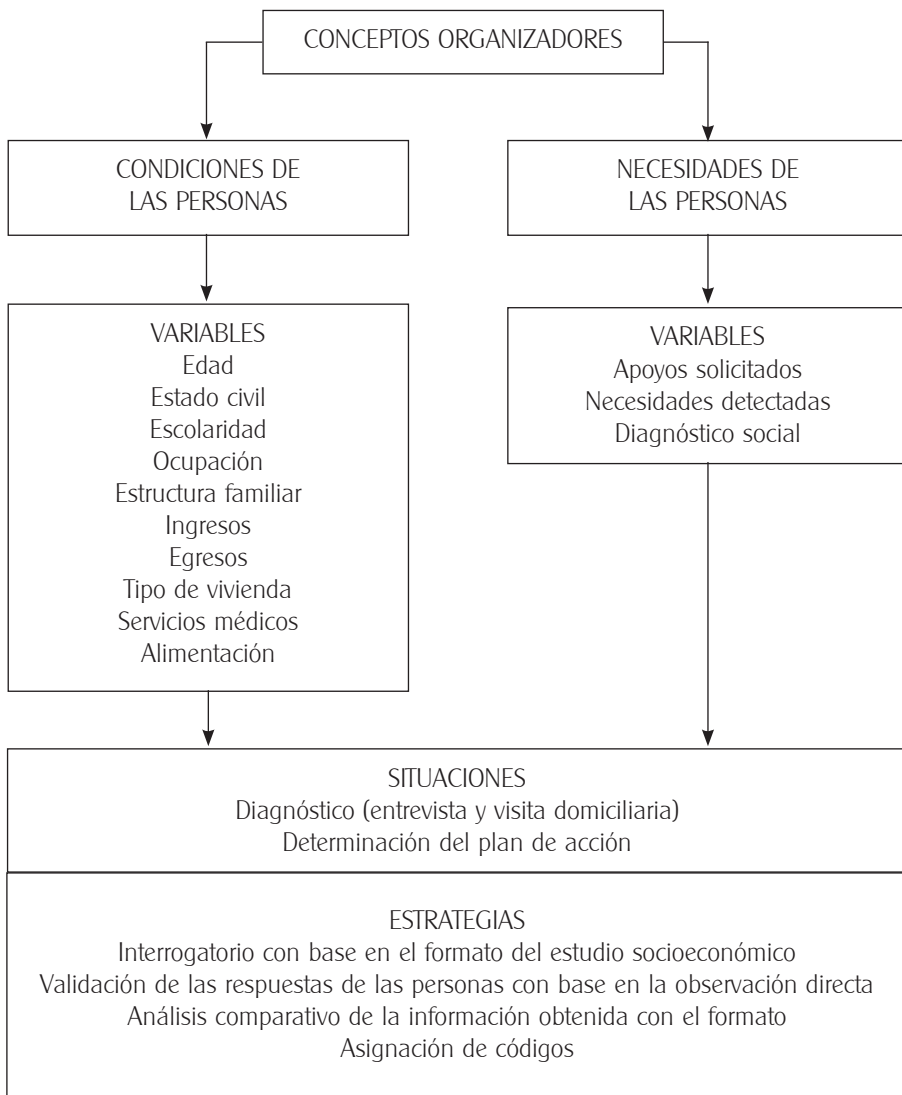 CONCEPTOS ORGANIZADORES
CONDICIONES DE
LAS PERSONAS
NECESIDADES DE
LAS PERSONAS
VARIABLES
Edad
Estado civil
Escolaridad
Ocupación
Estructura familiar
Ingresos
Egresos
Tipo de vivienda
Servicios médicos
Alimentación
VARIABLES
Apoyos solicitados
Necesidades detectadas
Diagnóstico social
SITUACIONES
Diagnóstico (entrevista y visita domiciliaria)
Determinación del plan de acción
ESTRATEGIAS
Interrogatorio con base en el formato del estudio socioeconómico
Validación de las respuestas de las personas con base en la observación directa
Análisis comparativo de la información obtenida con el formato
Asignación de códigos